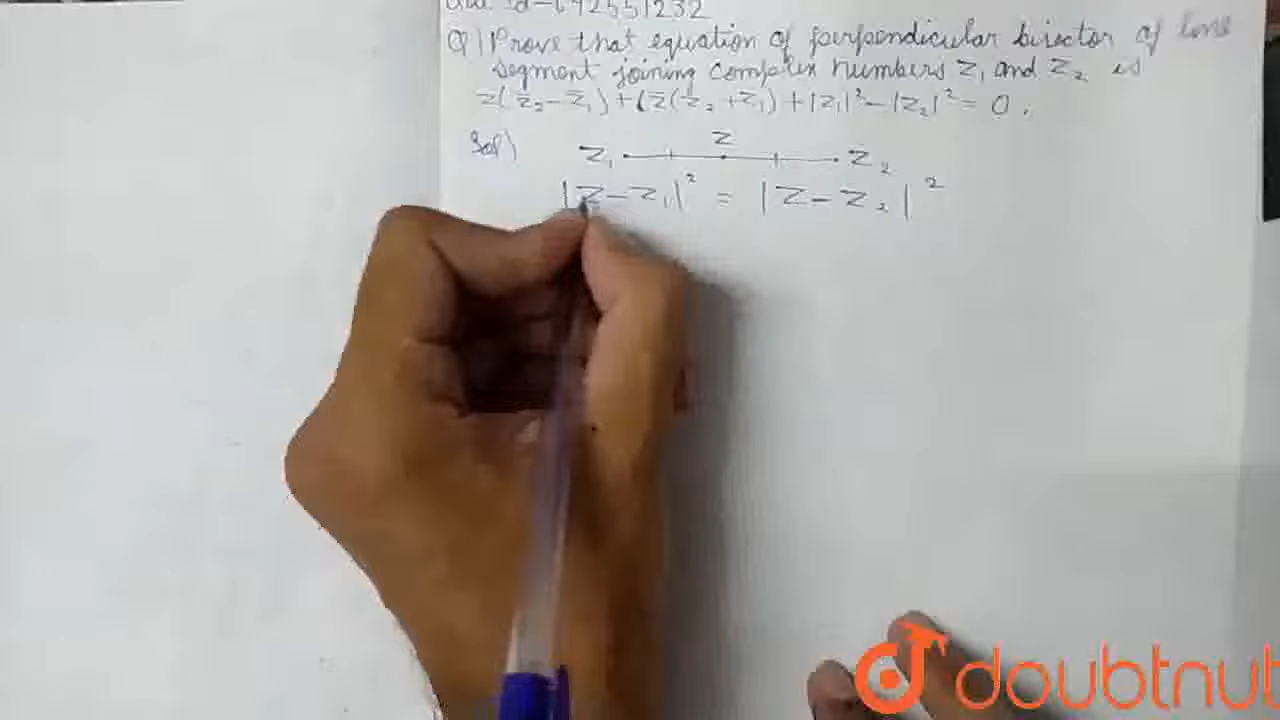 Q) Prove that equation of perpendicular bisector of line
segment joining complex numbers z₁ and z₂ is
z(z̄₂-z̄₁)+(z̄(z₂+z₁)+|z₁|²-|z₂|²=0.
Sol)
z
z₁ z₂
|z-z₁|² = |z-z₂|²
doubtnut